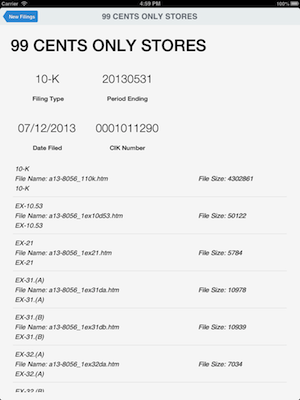 Carrier 4:59 PM 100%
New Filings 99 CENTS ONLY STORES
99 CENTS ONLY STORES
10-K 20130531
Filing Type Period Ending
07/12/2013 0001011290
Date Filed CIK Number
10-K
File Name: a13-8056_110k.htm File Size: 4302861
10-K
EX-10.53
File Name: a13-8056_1ex10d53.htm File Size: 50122
EX-10.53
EX-21
File Name: a13-8056_1ex21.htm File Size: 5784
EX-21
EX-31.(A)
File Name: a13-8056_1ex31da.htm File Size: 10978
EX-31.(A)
EX-31.(B)
File Name: a13-8056_1ex31db.htm File Size: 10939
EX-31.(B)
EX-32.(A)
File Name: a13-8056_1ex32da.htm File Size: 7034
EX-32.(A)
EX-32.(B)